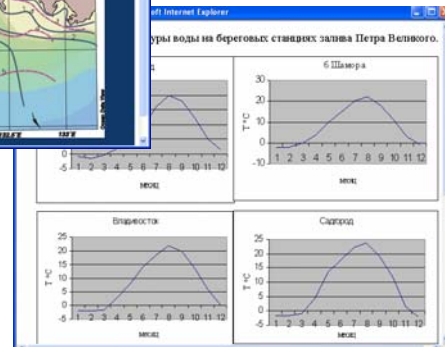 oft Internet Explorer
уры воды на береговых станциях залива Петра Великого.
б Шамора
30
20
10
0
-10
T °C
1 2 3 4 5 6 7 8 9 10 11 12
месяц
-5
1 2 3 4 5 6 7 8 9 10 11 12
месяц
Владивосток
25
20
15
10
5
0
-5
T °C
1 2 3 4 5 6 7 8 9 10 11 12
месяц
Садгород
25
20
15
10
5
0
-5
T °C
1 2 3 4 5 6 7 8 9 10 11 12
месяц